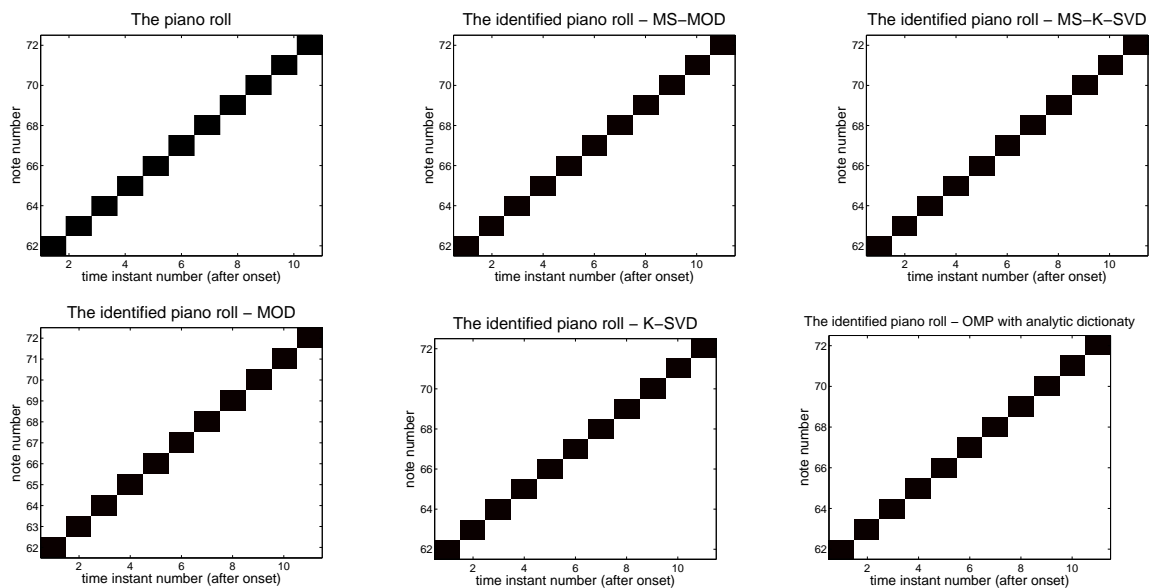 The piano roll
72
70
68
66
64
62
note number
2 4 6 8 10
time instant number (after onset)
The identified piano roll − MS−MOD
72
70
68
66
64
62
note number
2 4 6 8 10
time instant number (after onset)
The identified piano roll − MS−K−SVD
72
70
68
66
64
62
note number
2 4 6 8 10
time instant number (after onset)
The identified piano roll − MOD
72
71
70
69
68
67
66
65
64
63
62
note number
2 4 6 8 10
time instant number (after onset)
The identified piano roll − K−SVD
72
70
68
66
64
62
note number
2 4 6 8 10
time instant number (after onset)
The identified piano roll − OMP with analytic dictionaty
72
70
68
66
64
62
note number
2 4 6 8 10
time instant number (after onset)